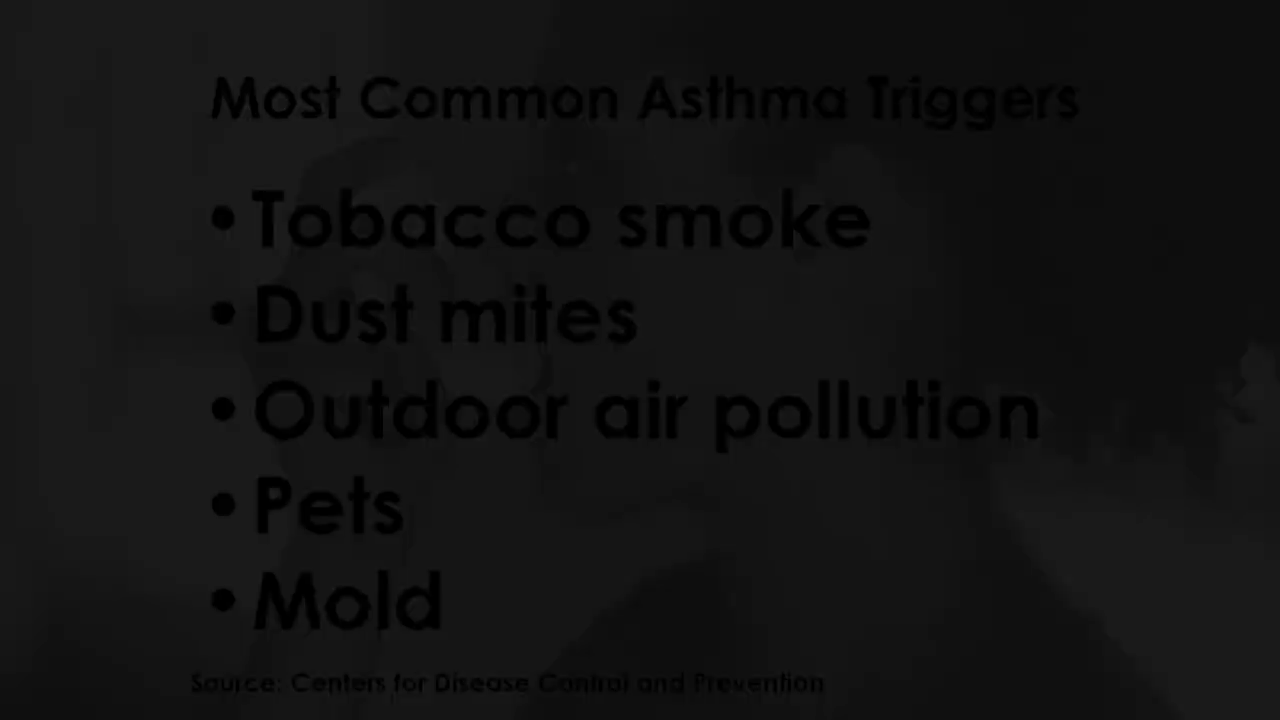 Most Common Asthma Triggers
• Tobacco smoke
• Dust mites
• Outdoor air pollution
• Pets
• Mold
Source: Centers for Disease Control and Prevention